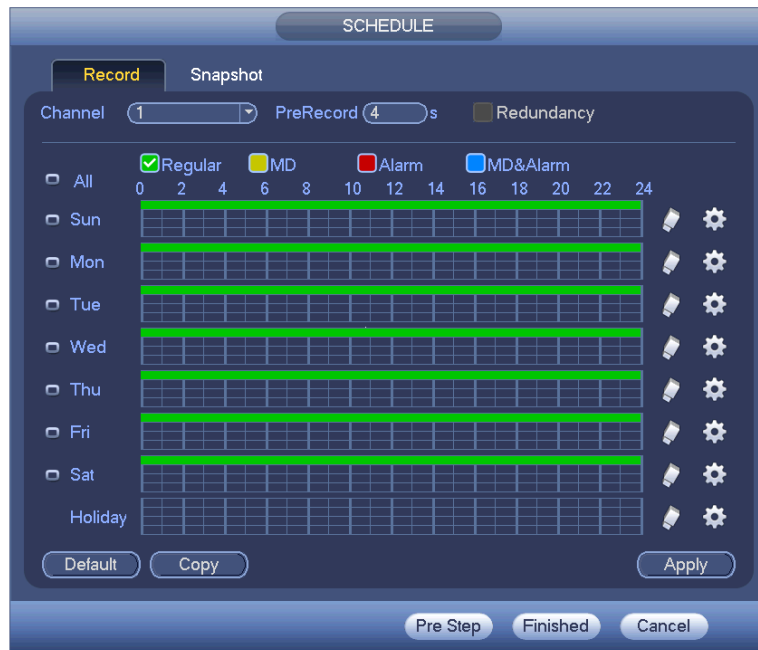 SCHEDULE
Record Snapshot
Channel 1 PreRecord 4 s Redundancy
Regular MD Alarm MD&Alarm
All 0 2 4 6 8 10 12 14 16 18 20 22 24
Sun
Mon
Tue
Wed
Thu
Fri
Sat
Holiday
Default Copy Apply
Pre Step Finished Cancel